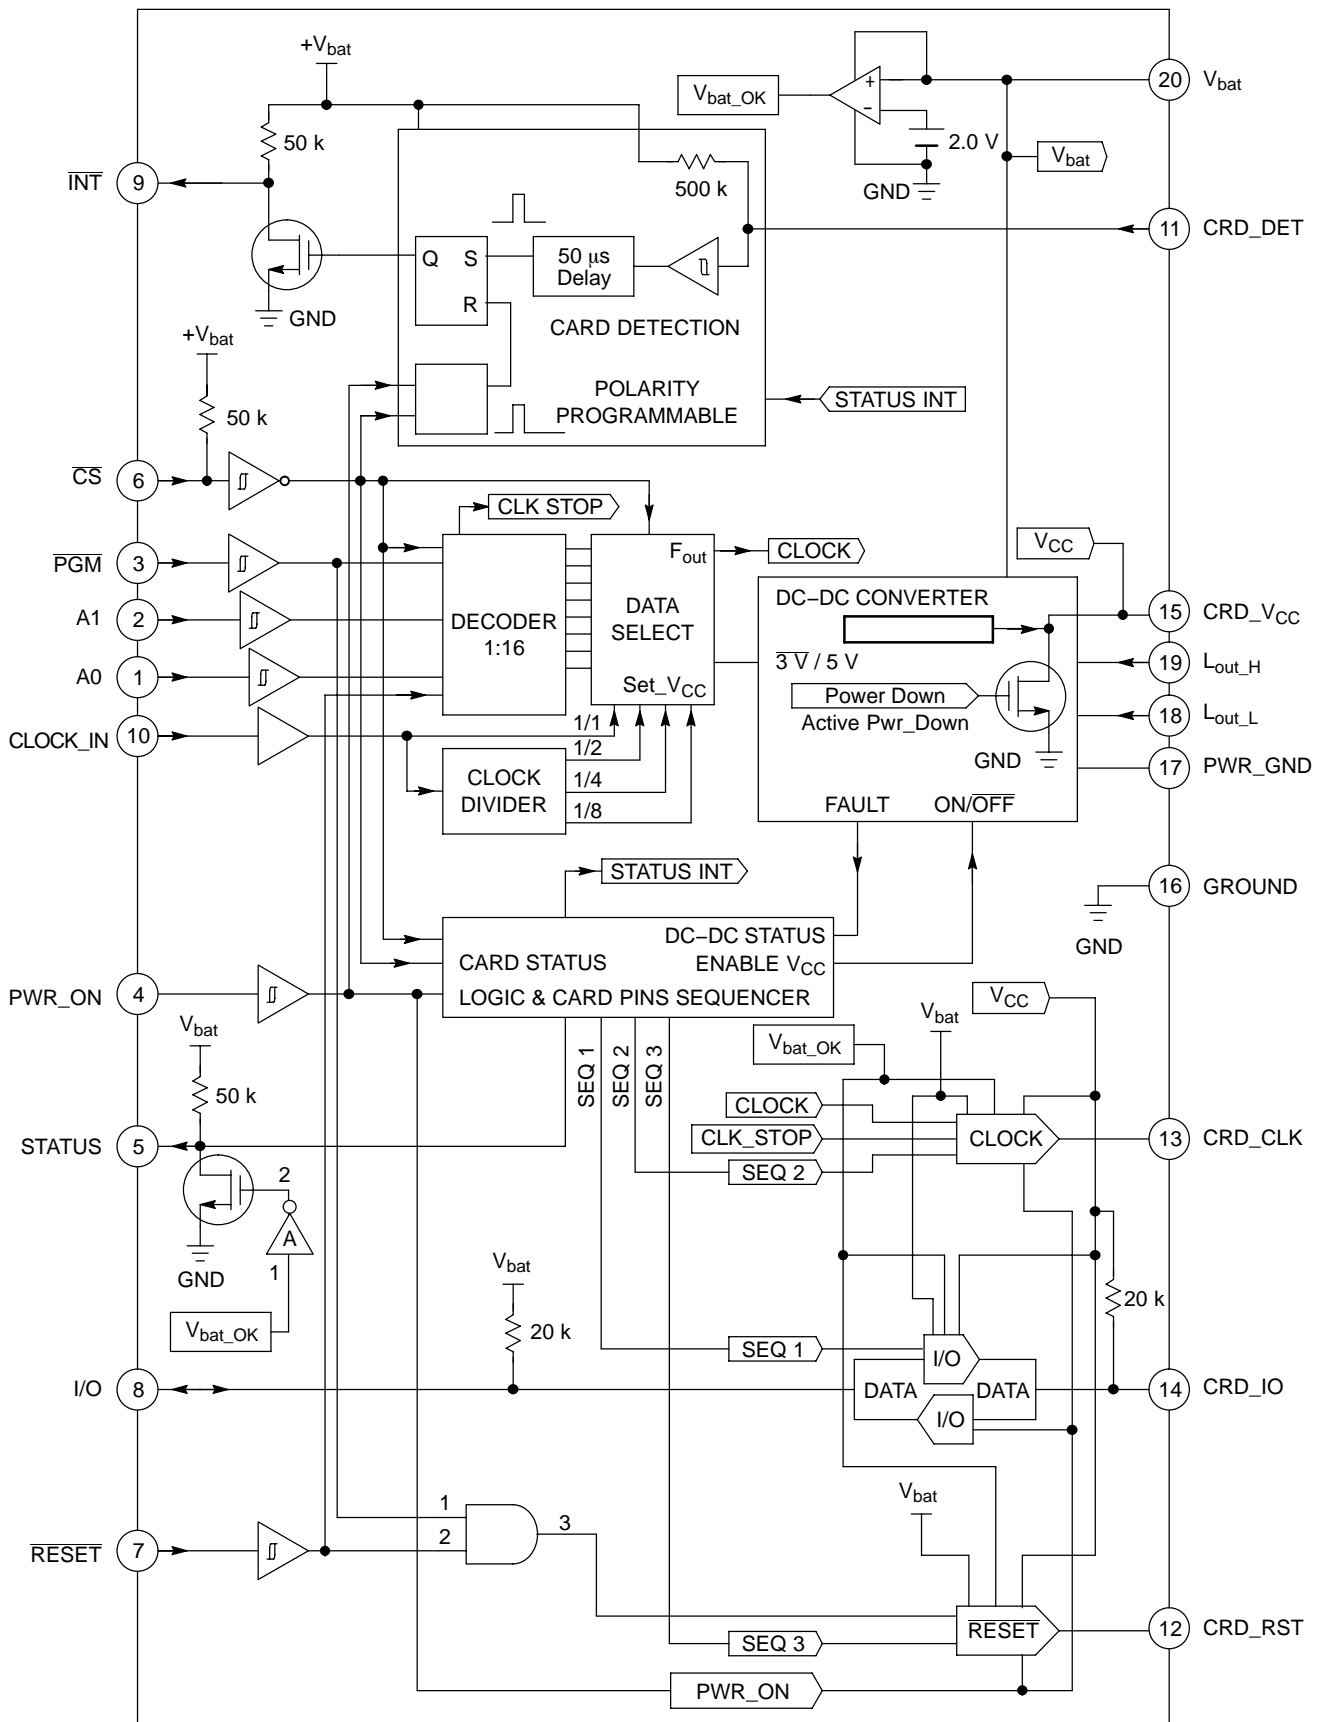 +Vbat
Vbat_OK
+
−
2.0 V
GND
Vbat
20
Vbat
50 k
500 k
INT
9
11
CRD_DET
Q
S
R
50 µs
Delay
GND
CARD DETECTION
POLARITY
PROGRAMMABLE
STATUS INT
+Vbat
50 k
CS
6
CLK STOP
PGM
3
A1
2
A0
1
CLOCK_IN
10
DECODER
1:16
Fout
DATA
SELECT
Set_VCC
CLOCK
VCC
DC−DC CONVERTER
3 V / 5 V
Power Down
Active Pwr_Down
GND
FAULT
ON/OFF
15
CRD_VCC
19
Lout_H
18
Lout_L
17
PWR_GND
1/1
1/2
1/4
1/8
CLOCK
DIVIDER
STATUS INT
16
GROUND
GND
DC−DC STATUS
CARD STATUS
ENABLE VCC
LOGIC & CARD PINS SEQUENCER
PWR_ON
4
Vbat
50 k
SEQ 1
SEQ 2
SEQ 3
VCC
Vbat
Vbat_OK
CLOCK
CLK_STOP
SEQ 2
CLOCK
13
CRD_CLK
STATUS
5
2
A
1
GND
Vbat_OK
Vbat
20 k
20 k
SEQ 1
I/O
I/O
8
DATA
DATA
I/O
14
CRD_IO
Vbat
1
2
3
RESET
7
RESET
12
CRD_RST
SEQ 3
PWR_ON